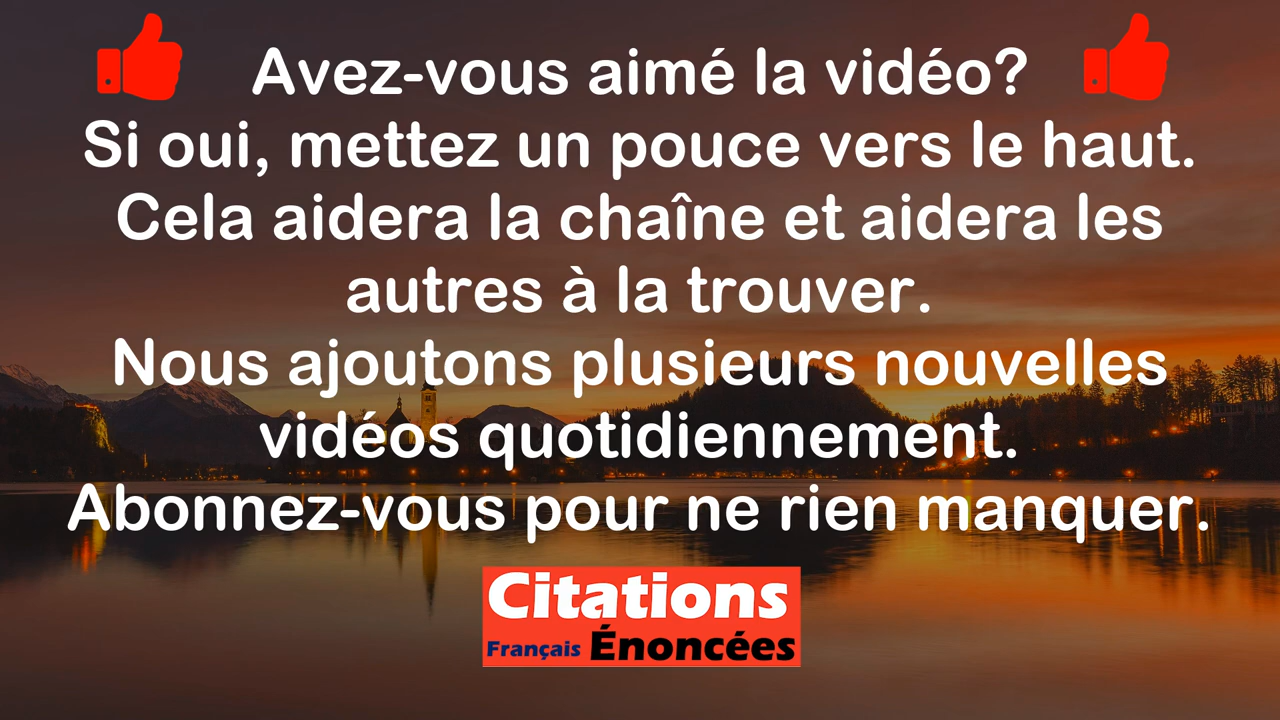 Avez-vous aimé la vidéo?
Si oui, mettez un pouce vers le haut.
Cela aidera la chaîne et aidera les
autres à la trouver.
Nous ajoutons plusieurs nouvelles
vidéos quotidiennement.
Abonnez-vous pour ne rien manquer.
Citations
Français Énoncées